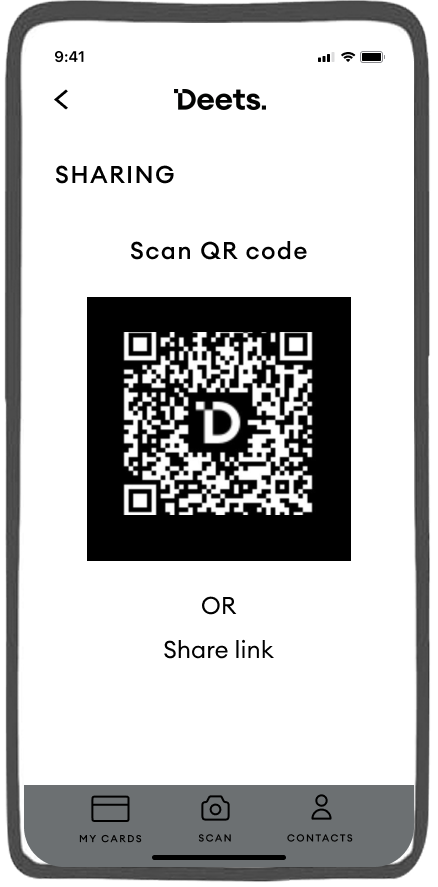 9:41
Deets.
SHARING
Scan QR code
D
OR
Share link
MY CARDS SCAN CONTACTS